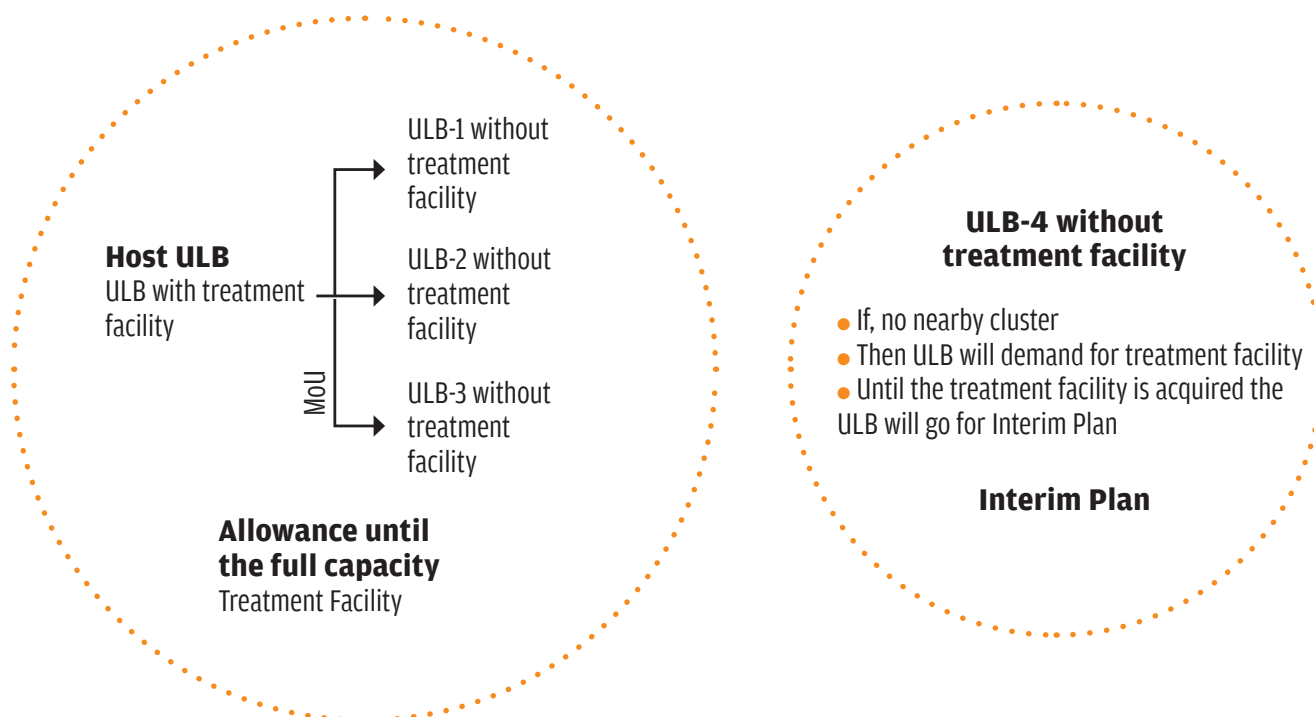 Host ULB
ULB with treatment
facility
MoU
ULB-1 without
treatment
facility
ULB-2 without
treatment
facility
ULB-3 without
treatment
facility
Allowance until
the full capacity
Treatment Facility
ULB-4 without
treatment facility
● If, no nearby cluster
● Then ULB will demand for treatment facility
● Until the treatment facility is acquired the
ULB will go for Interim Plan
Interim Plan